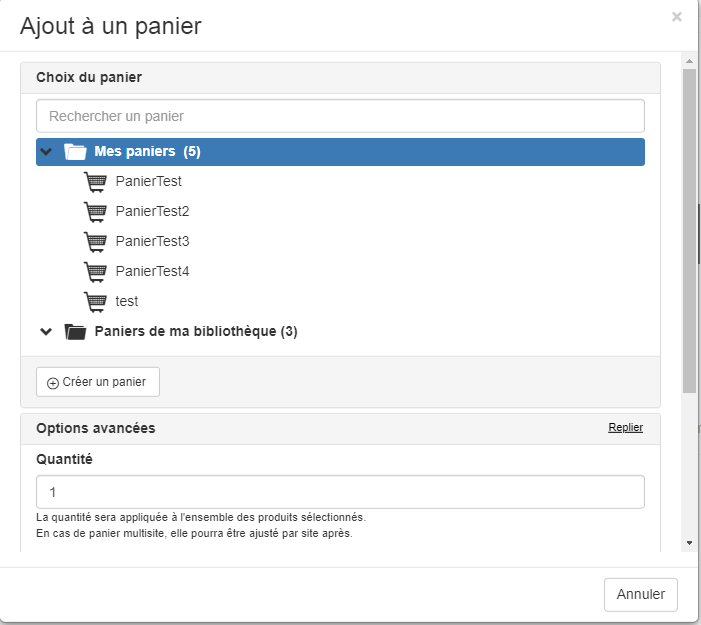 Ajout à un panier
×
Choix du panier
Rechercher un panier
Mes paniers (5)
PanierTest
PanierTest2
PanierTest3
PanierTest4
test
Paniers de ma bibliothèque (3)
Créer un panier
Options avancées
Replier
Quantité
1
La quantité sera appliquée à l'ensemble des produits sélectionnés.
En cas de panier multisite, elle pourra être ajusté par site après.
Annuler